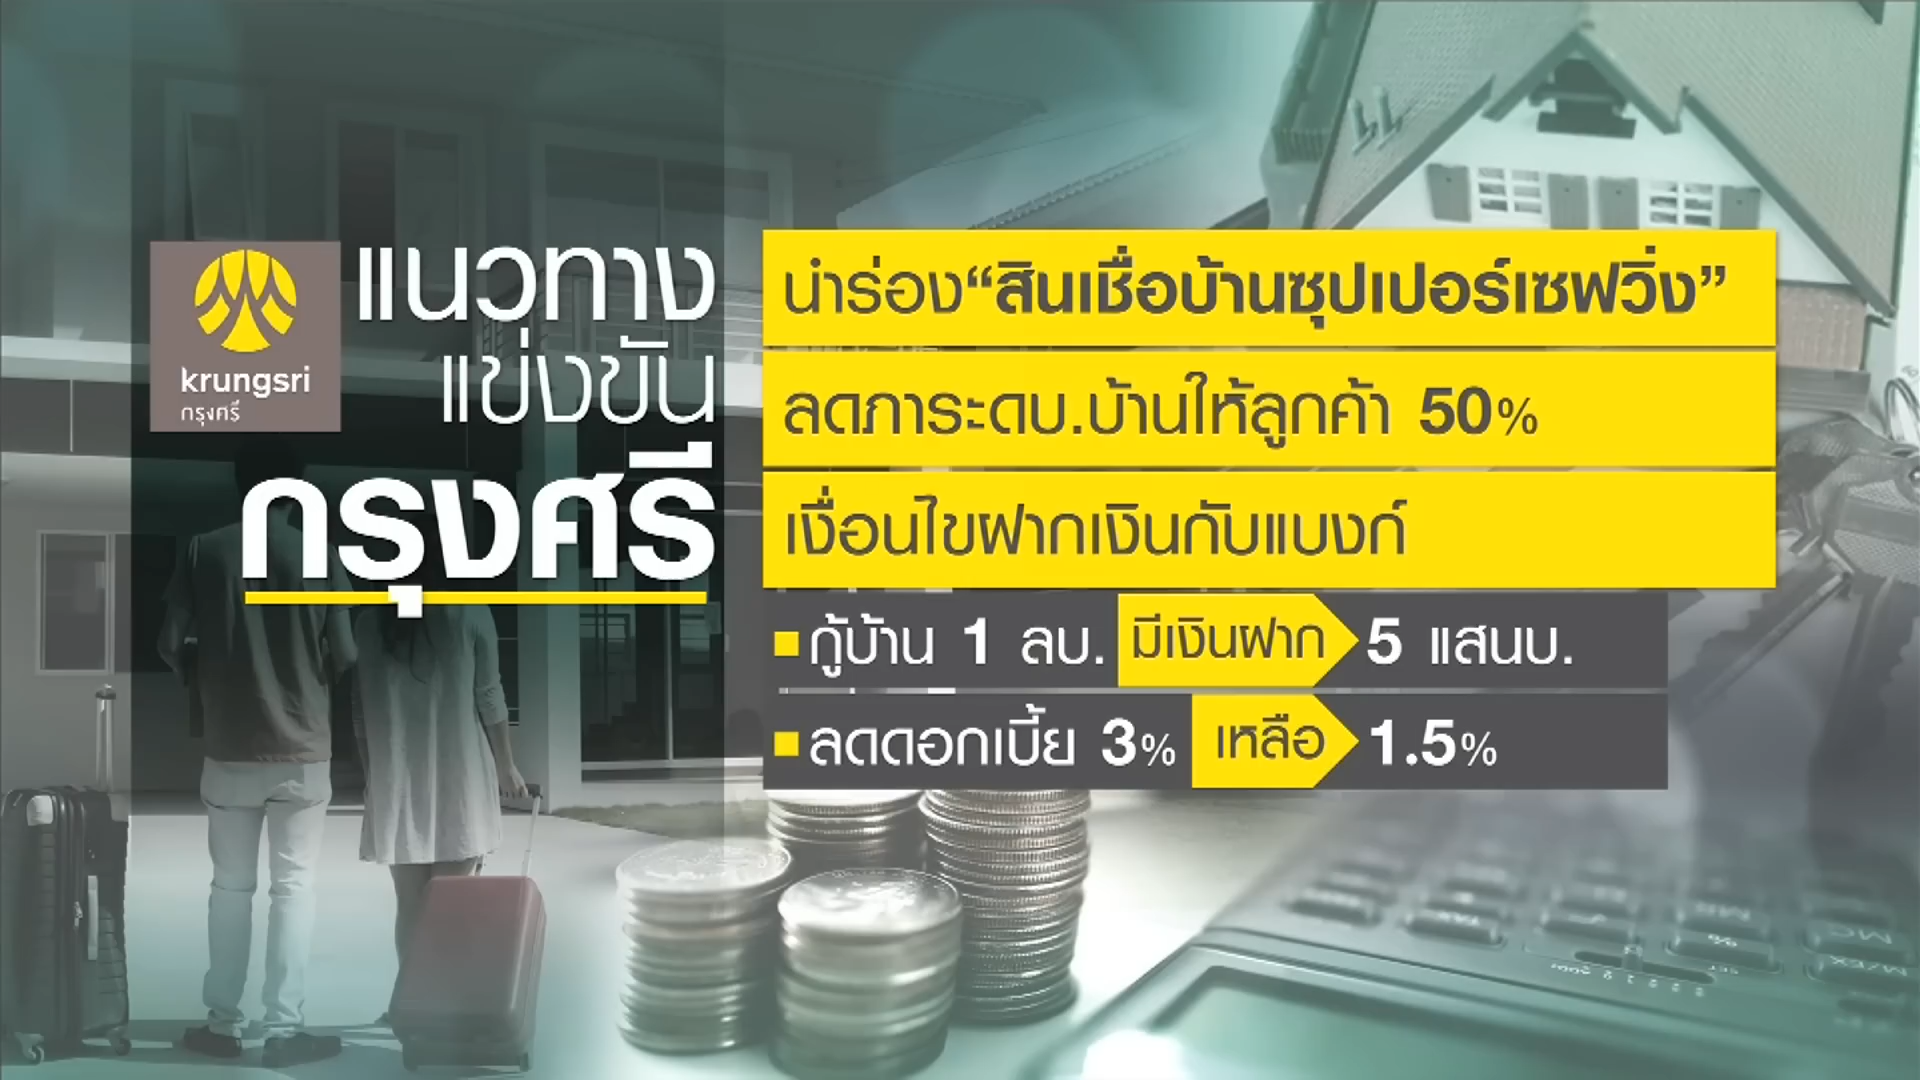 krungsri
กรุงศรี
แนวทาง
แข่งขัน
กรุงศรี
นำร่อง“สินเชื่อบ้านซุปเปอร์เซฟวิ่ง”
ลดภาระดบ.บ้านให้ลูกค้า 50%
เงื่อนไขฝากเงินกับแบงก์
กู้บ้าน 1 ลบ. มีเงินฝาก 5 แสนบ.
ลดดอกเบี้ย 3% เหลือ 1.5%